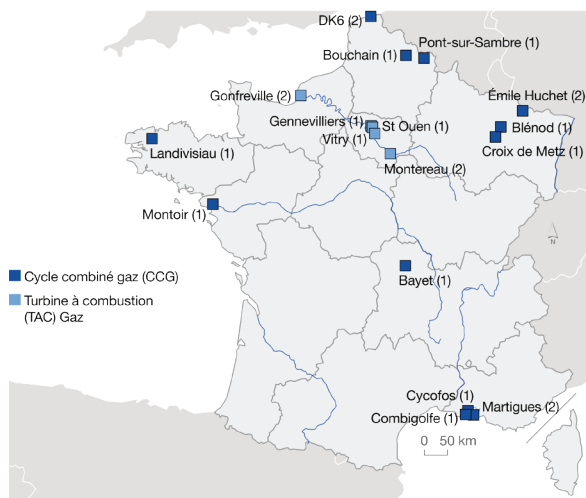 DK6 (2)
Pont-sur-Sambre (1)
Bouchain (1)
Gonfreville (2)
Émile Huchet (2)
Gennevilliers (1)
St Ouen (1)
Blénod (1)
Vitry (1)
Croix de Metz (1)
Landivisiau (1)
Montereau (2)
Montoir (1)
N
Cycle combiné gaz (CCG)
Bayet (1)
Turbine à combustion
(TAC) Gaz
Cycofos (1)
Martigues (2)
Combigolfe (1)
0 50 km